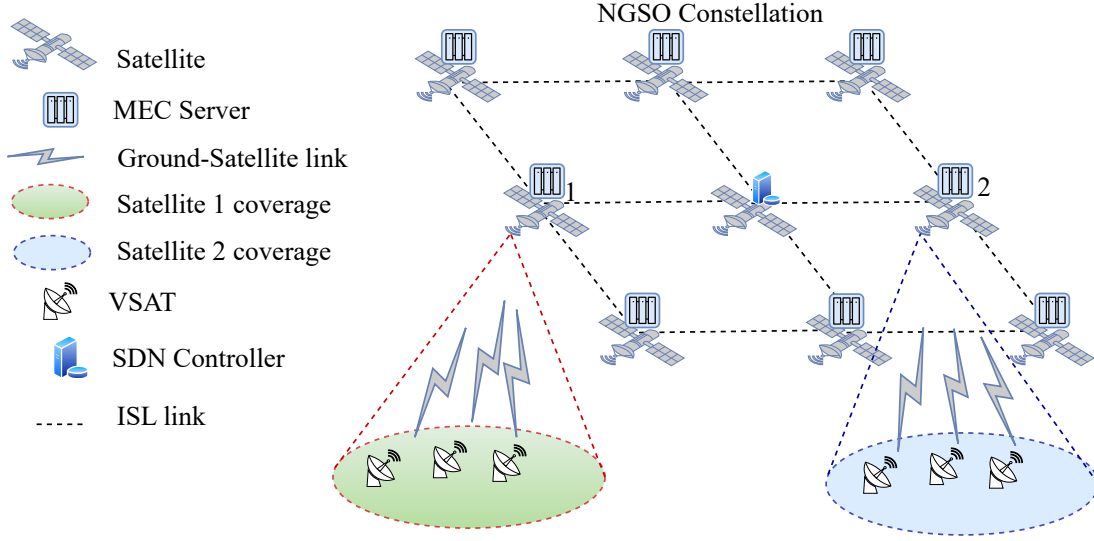 NGSO Constellation
Satellite
MEC Server
Ground-Satellite link
Satellite 1 coverage
Satellite 2 coverage
VSAT
SDN Controller
ISL link
1
2